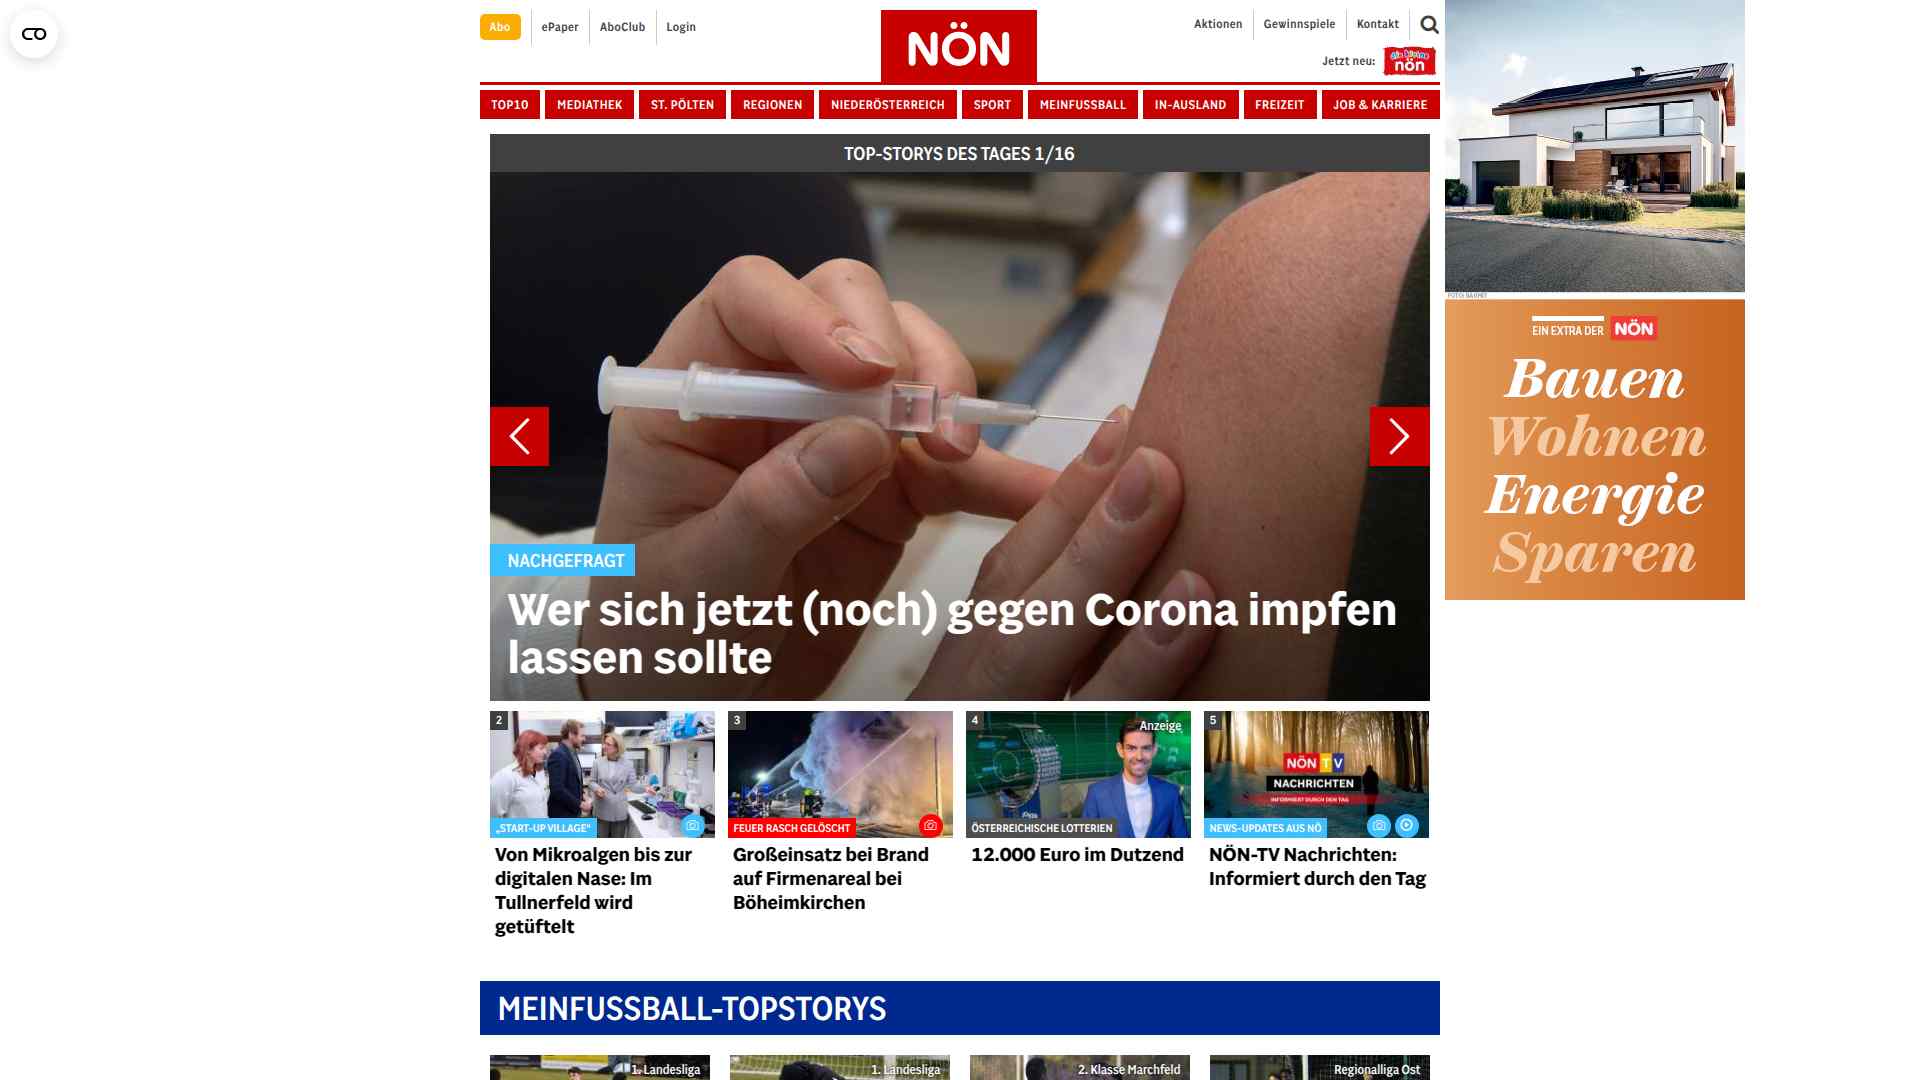 Abo
ePaper
AboClub
Login
NÖN
Aktionen
Gewinnspiele
Kontakt
Jetzt neu:
die kleine
nön
TOP10
MEDIATHEK
ST. PÖLTEN
REGIONEN
NIEDERÖSTERREICH
SPORT
MEINFUSSBALL
IN-AUSLAND
FREIZEIT
JOB & KARRIERE
TOP-STORYS DES TAGES 1/16
NACHGEFRAGT
Wer sich jetzt (noch) gegen Corona impfen
lassen sollte
FOTO: BAUMIT
EIN EXTRA DER NÖN
Bauen
Wohnen
Energie
Sparen
2
„START-UP VILLAGE"
Von Mikroalgen bis zur
digitalen Nase: Im
Tullnerfeld wird
getüftelt
3
FEUER RASCH GELÖSCHT
Großeinsatz bei Brand
auf Firmenareal bei
Böheimkirchen
4
Anzeige
ÖSTERREICHISCHE LOTTERIEN
12.000 Euro im Dutzend
5
NÖN TV
NACHRICHTEN
INFORMIERT DURCH DEN TAG
NEWS-UPDATES AUS NÖ
NÖN-TV Nachrichten:
Informiert durch den Tag
MEINFUSSBALL-TOPSTORYS
1. Landesliga
1. Landesliga
2. Klasse Marchfeld
Regionalliga Ost